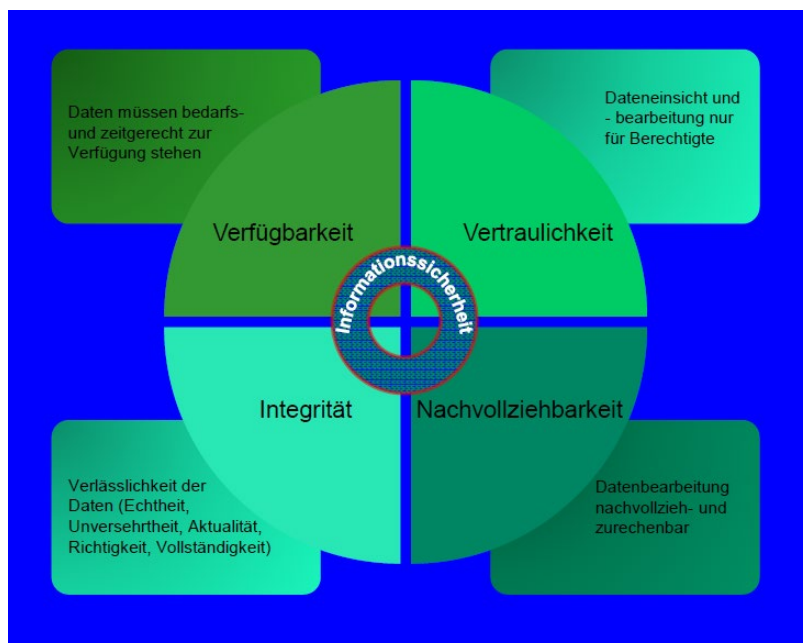 Daten müssen bedarfs-
und zeitgerecht zur
Verfügung stehen
Dateneinsicht und
- bearbeitung nur
für Berechtigte
Verfügbarkeit
Vertraulichkeit
Informationssicherheit
Integrität
Nachvollziehbarkeit
Verlässlichkeit der
Daten (Echtheit,
Unversehrtheit, Aktualität,
Richtigkeit, Vollständigkeit)
Datenbearbeitung
nachvollzieh- und
zurechenbar